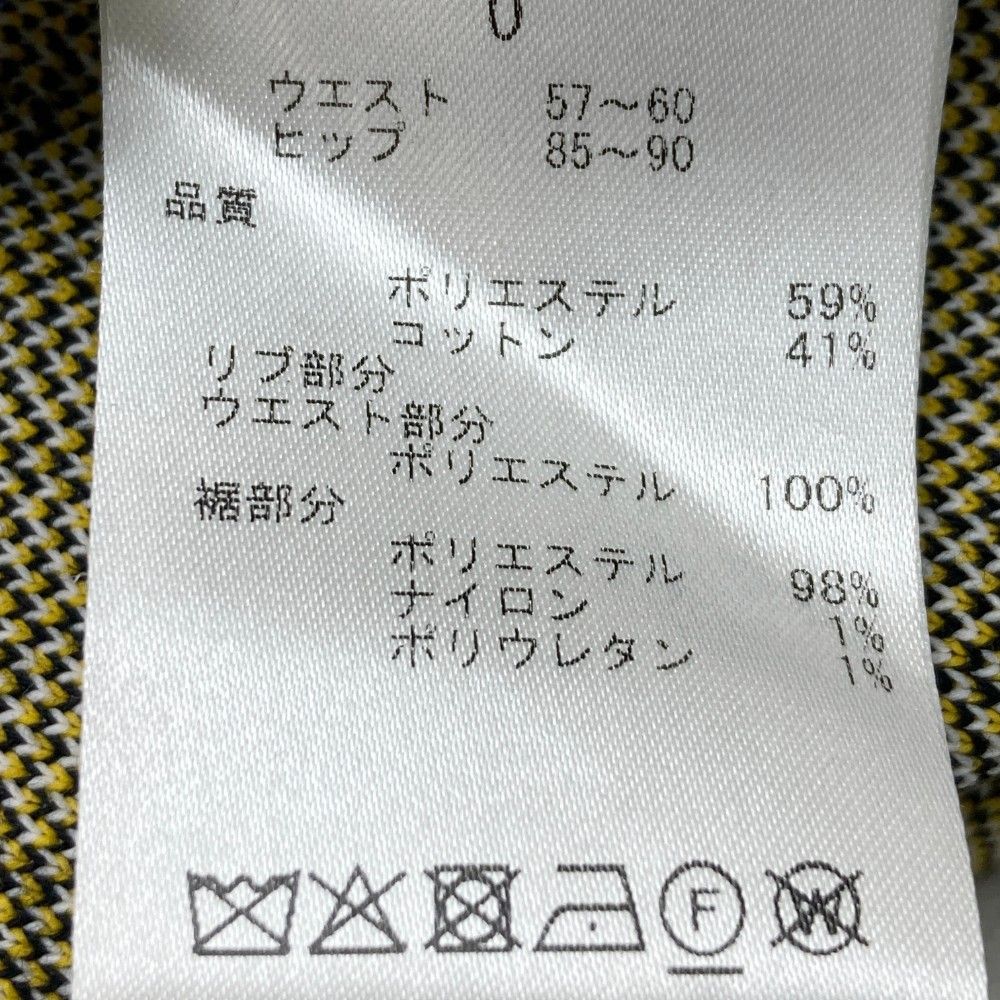 0
ウエスト 57～60
ヒップ 85～90
品質
ポリエステル 59%
コットン 41%
リブ部分
ウエスト部分
ポリエステル 100%
裾部分
ポリエステル 98%
ナイロン 1%
ポリウレタン 1%
F W